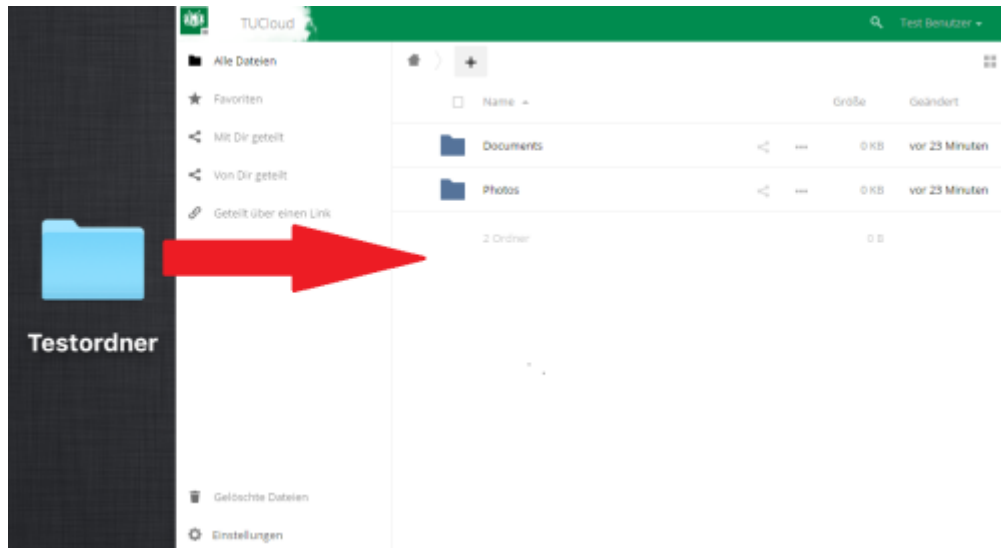 TUCloud
Test Benutzer
Alle Dateien
Favoriten
Mit Dir geteilt
Von Dir geteilt
Geteilt über einen Link
Name
Größe
Geändert
Documents
0 KB
vor 23 Minuten
Photos
0 KB
vor 23 Minuten
2 Ordner
0 B
Testordner
Gelöschte Dateien
Einstellungen